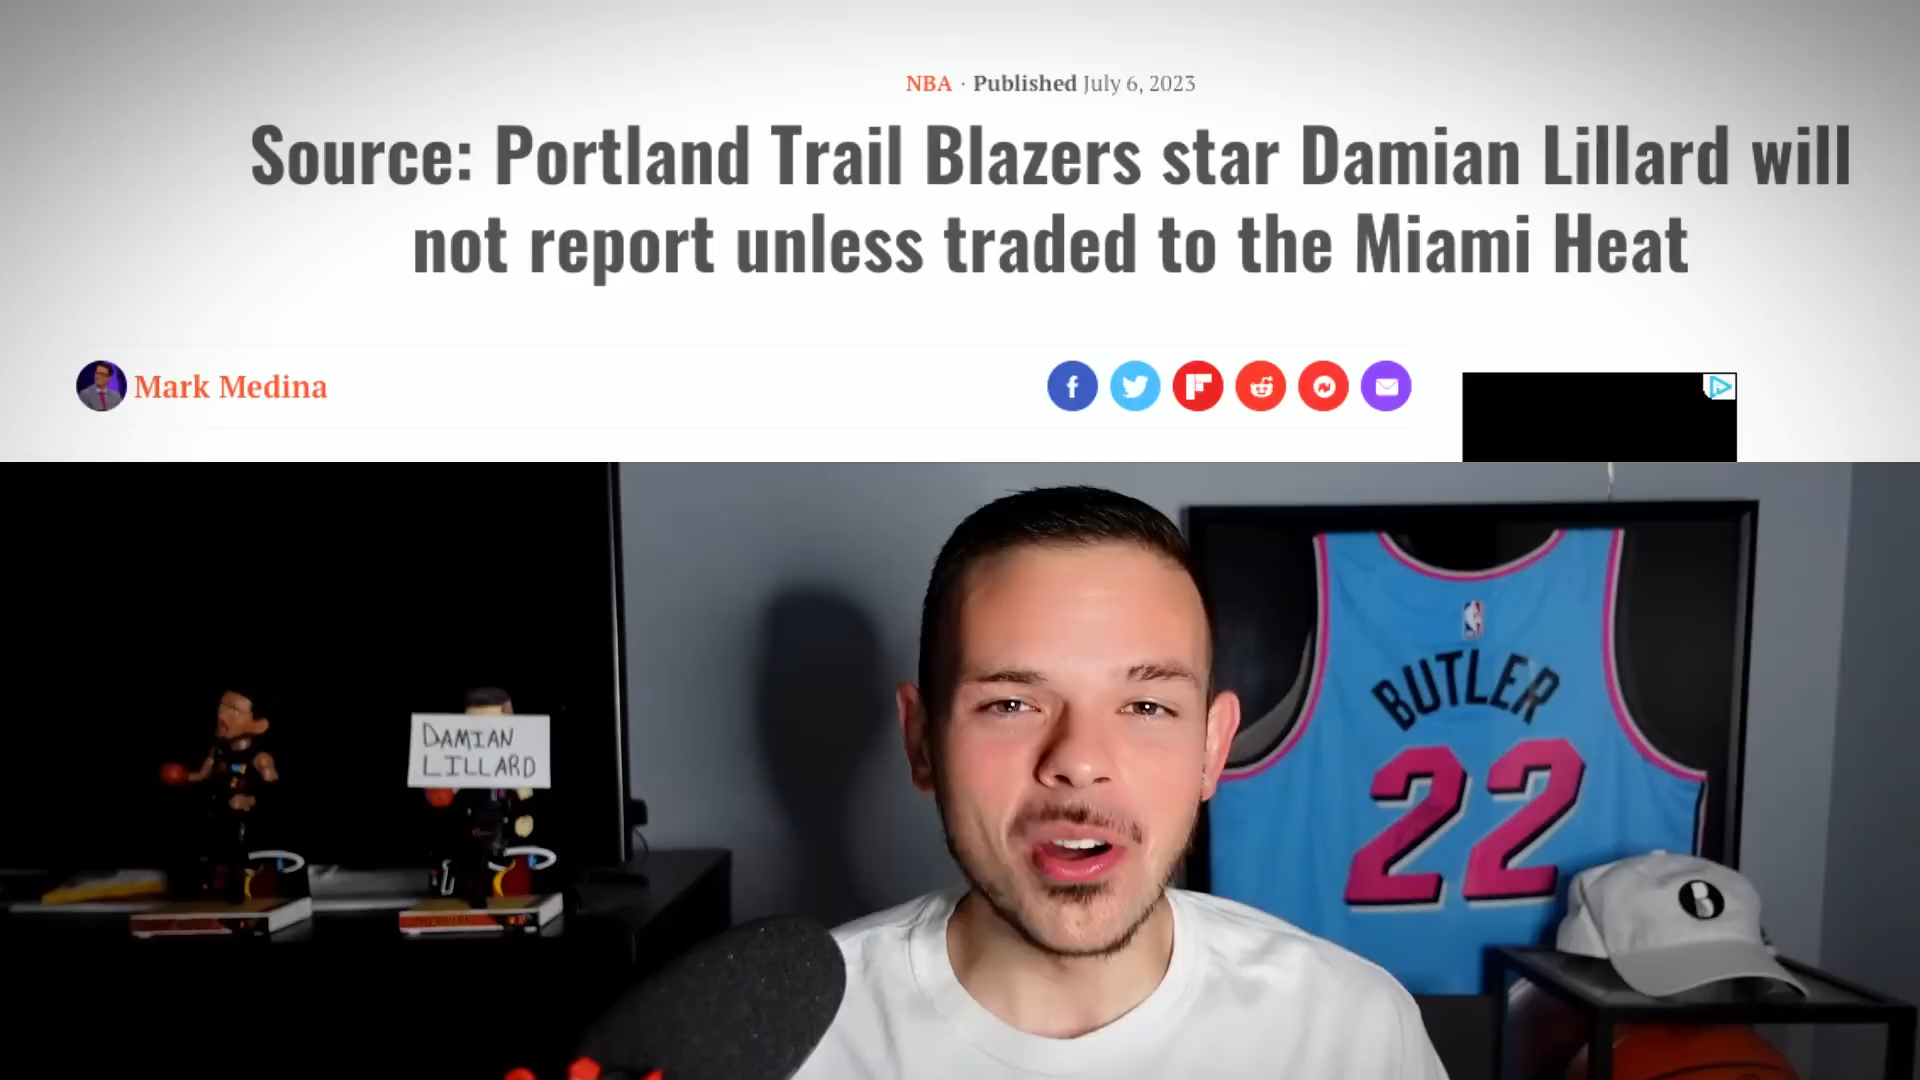 NBA · Published July 6, 2023
Source: Portland Trail Blazers star Damian Lillard will
not report unless traded to the Miami Heat
Mark Medina
DAMIAN
LILLARD
BUTLER
22